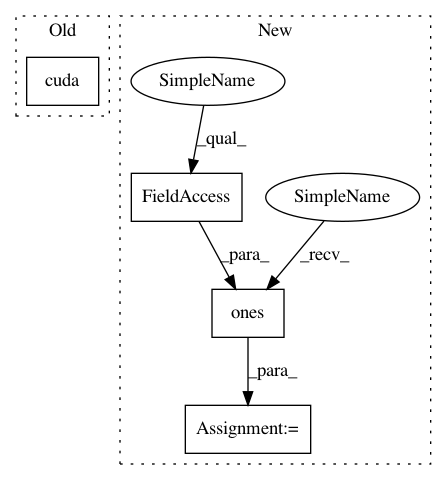 Old
New
cuda
SimpleName
_qual_
FieldAccess
SimpleName
_para_
_recv_
ones
_para_
Assignment:=